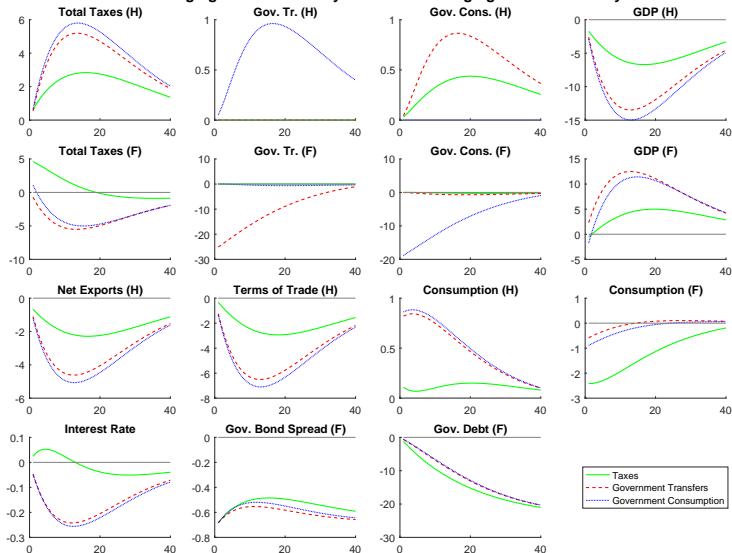 Total Taxes (H)
Gov. Tr. (H)
Gov. Cons. (H)
GDP (H)
6
4
2
0
0 20 40
1
0.5
0
0 20 40
1
0.5
0
0 20 40
0
-5
-10
-15
0 20 40
Total Taxes (F)
Gov. Tr. (F)
Gov. Cons. (F)
GDP (F)
5
0
-5
-10
0 20 40
10
0
-10
-20
-30
0 20 40
10
0
-10
-20
0 20 40
15
10
5
0
-5
0 20 40
Net Exports (H)
Terms of Trade (H)
Consumption (H)
Consumption (F)
0
-2
-4
-6
0 20 40
0
-2
-4
-6
-8
0 20 40
1
0.5
0
0 20 40
1
0
-1
-2
-3
0 20 40
Interest Rate
Gov. Bond Spread (F)
Gov. Debt (F)
0.1
0
-0.1
-0.2
-0.3
0 20 40
0
-0.2
-0.4
-0.6
-0.8
0 20 40
0
-10
-20
-30
0 20 40
Taxes
Government Transfers
Government Consumption